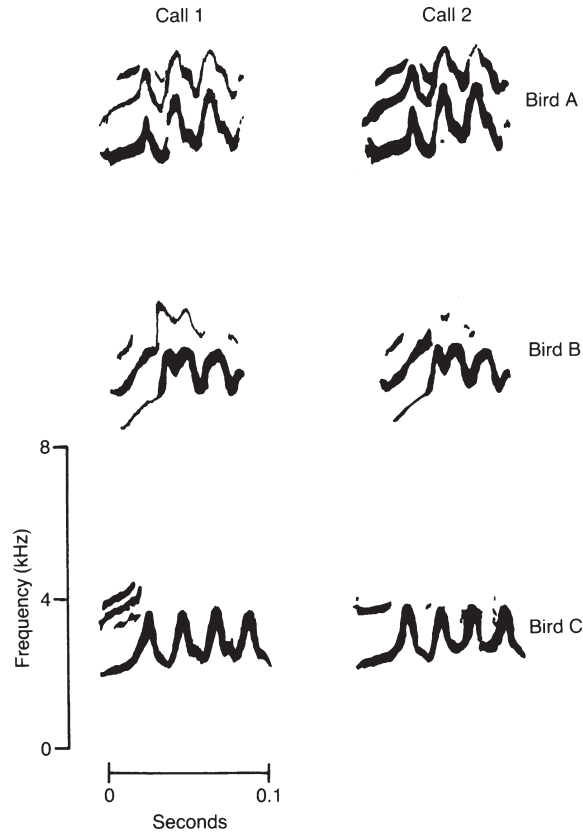 Call 1 Call 2
Bird A
Bird B
8
Bird C
4
Frequency (kHz)
0
0 0.1
Seconds